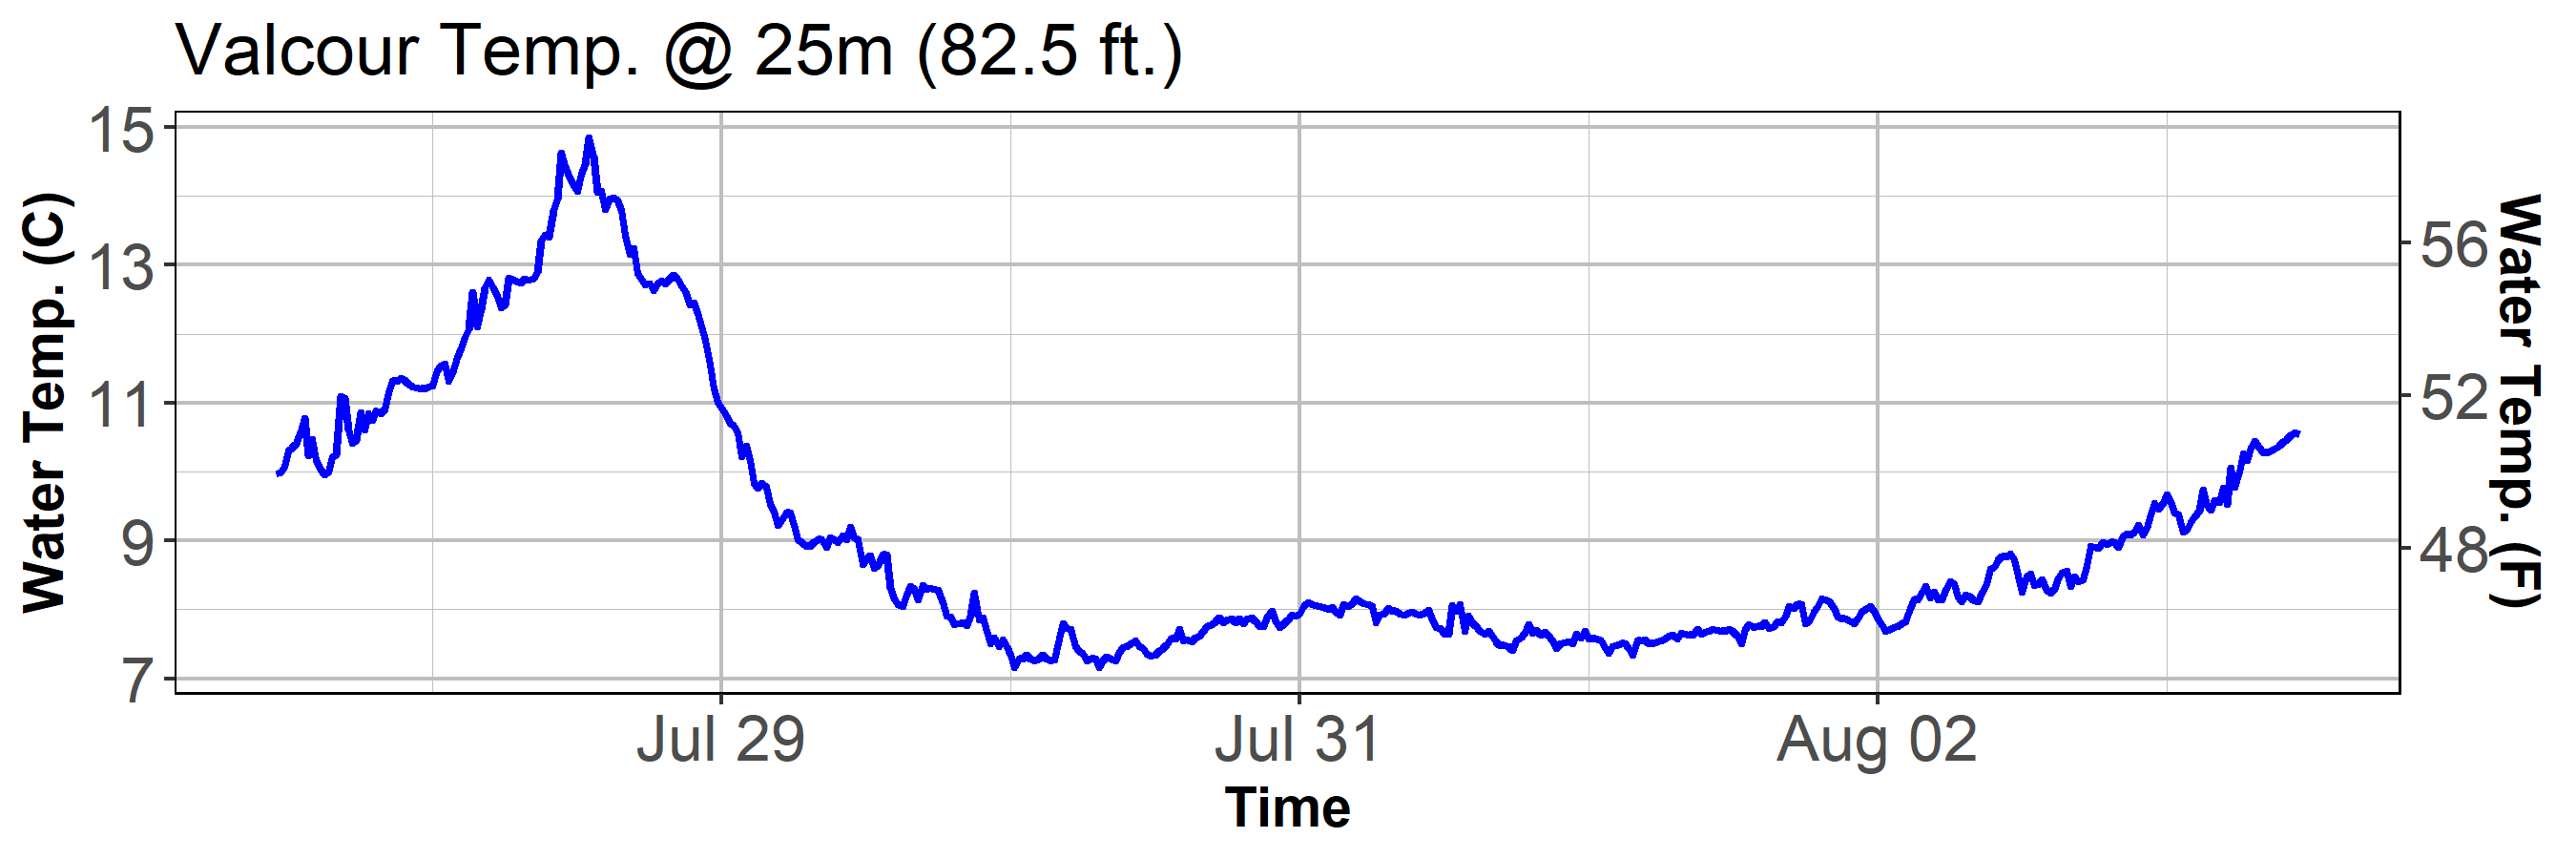 Valcour Temp. @ 25m (82.5 ft.)
Water Temp. (C)
15
13
11
9
7
56
52
48
Water Temp. (F)
Jul 29
Jul 31
Aug 02
Time